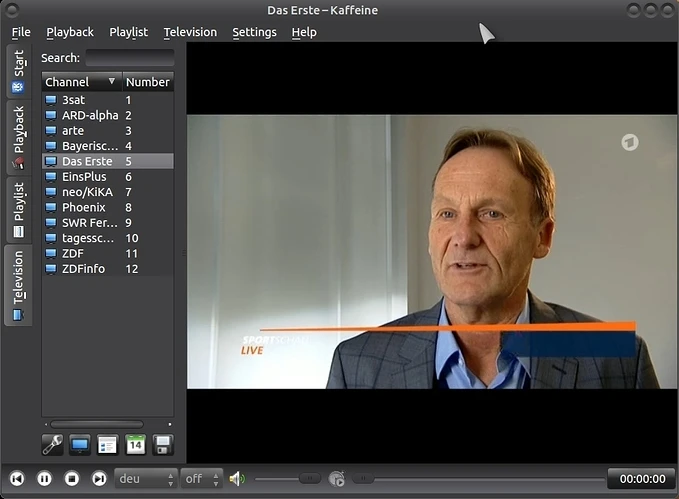 Das Erste – Kaffeine
File Playback Playlist Television Settings Help
Start
Playback
Playlist
Television
Search:
Channel Number
3sat 1
ARD-alpha 2
arte 3
Bayerisc... 4
Das Erste 5
EinsPlus 6
neo/KiKA 7
Phoenix 8
SWR Fer... 9
tagessc... 10
ZDF 11
ZDFinfo 12
1
SPORTSCHAU
LIVE
14
deu off 00:00:00